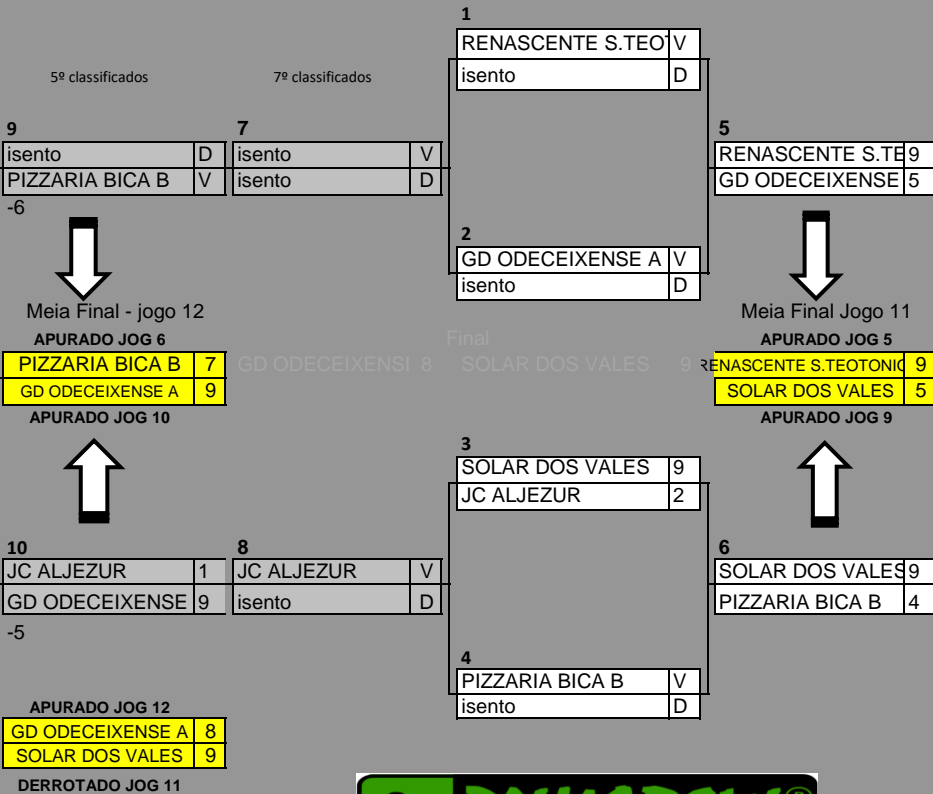 1
RENASCENTE S.TEOT V
isento D
5º classificados 7º classificados
9 7 5
isento D isento V RENASCENTE S.TE 9
PIZZARIA BICA B V isento D GD ODECEIXENSE 5
-6
2
GD ODECEIXENSE A V
isento D
Meia Final - jogo 12 Meia Final Jogo 11
APURADO JOG 6 Final APURADO JOG 5
PIZZARIA BICA B 7 GD ODECEIXENSI 8 SOLAR DOS VALES 9 RENASCENTE S.TEOTONIO 9
GD ODECEIXENSE A 9 SOLAR DOS VALES 5
APURADO JOG 10 APURADO JOG 9
3
SOLAR DOS VALES 9
JC ALJEZUR 2
10 8 6
JC ALJEZUR 1 JC ALJEZUR V SOLAR DOS VALES 9
GD ODECEIXENSE 9 isento D PIZZARIA BICA B 4
-5
4
PIZZARIA BICA B V
isento D
APURADO JOG 12
GD ODECEIXENSE A 8
SOLAR DOS VALES 9
DERROTADO JOG 11